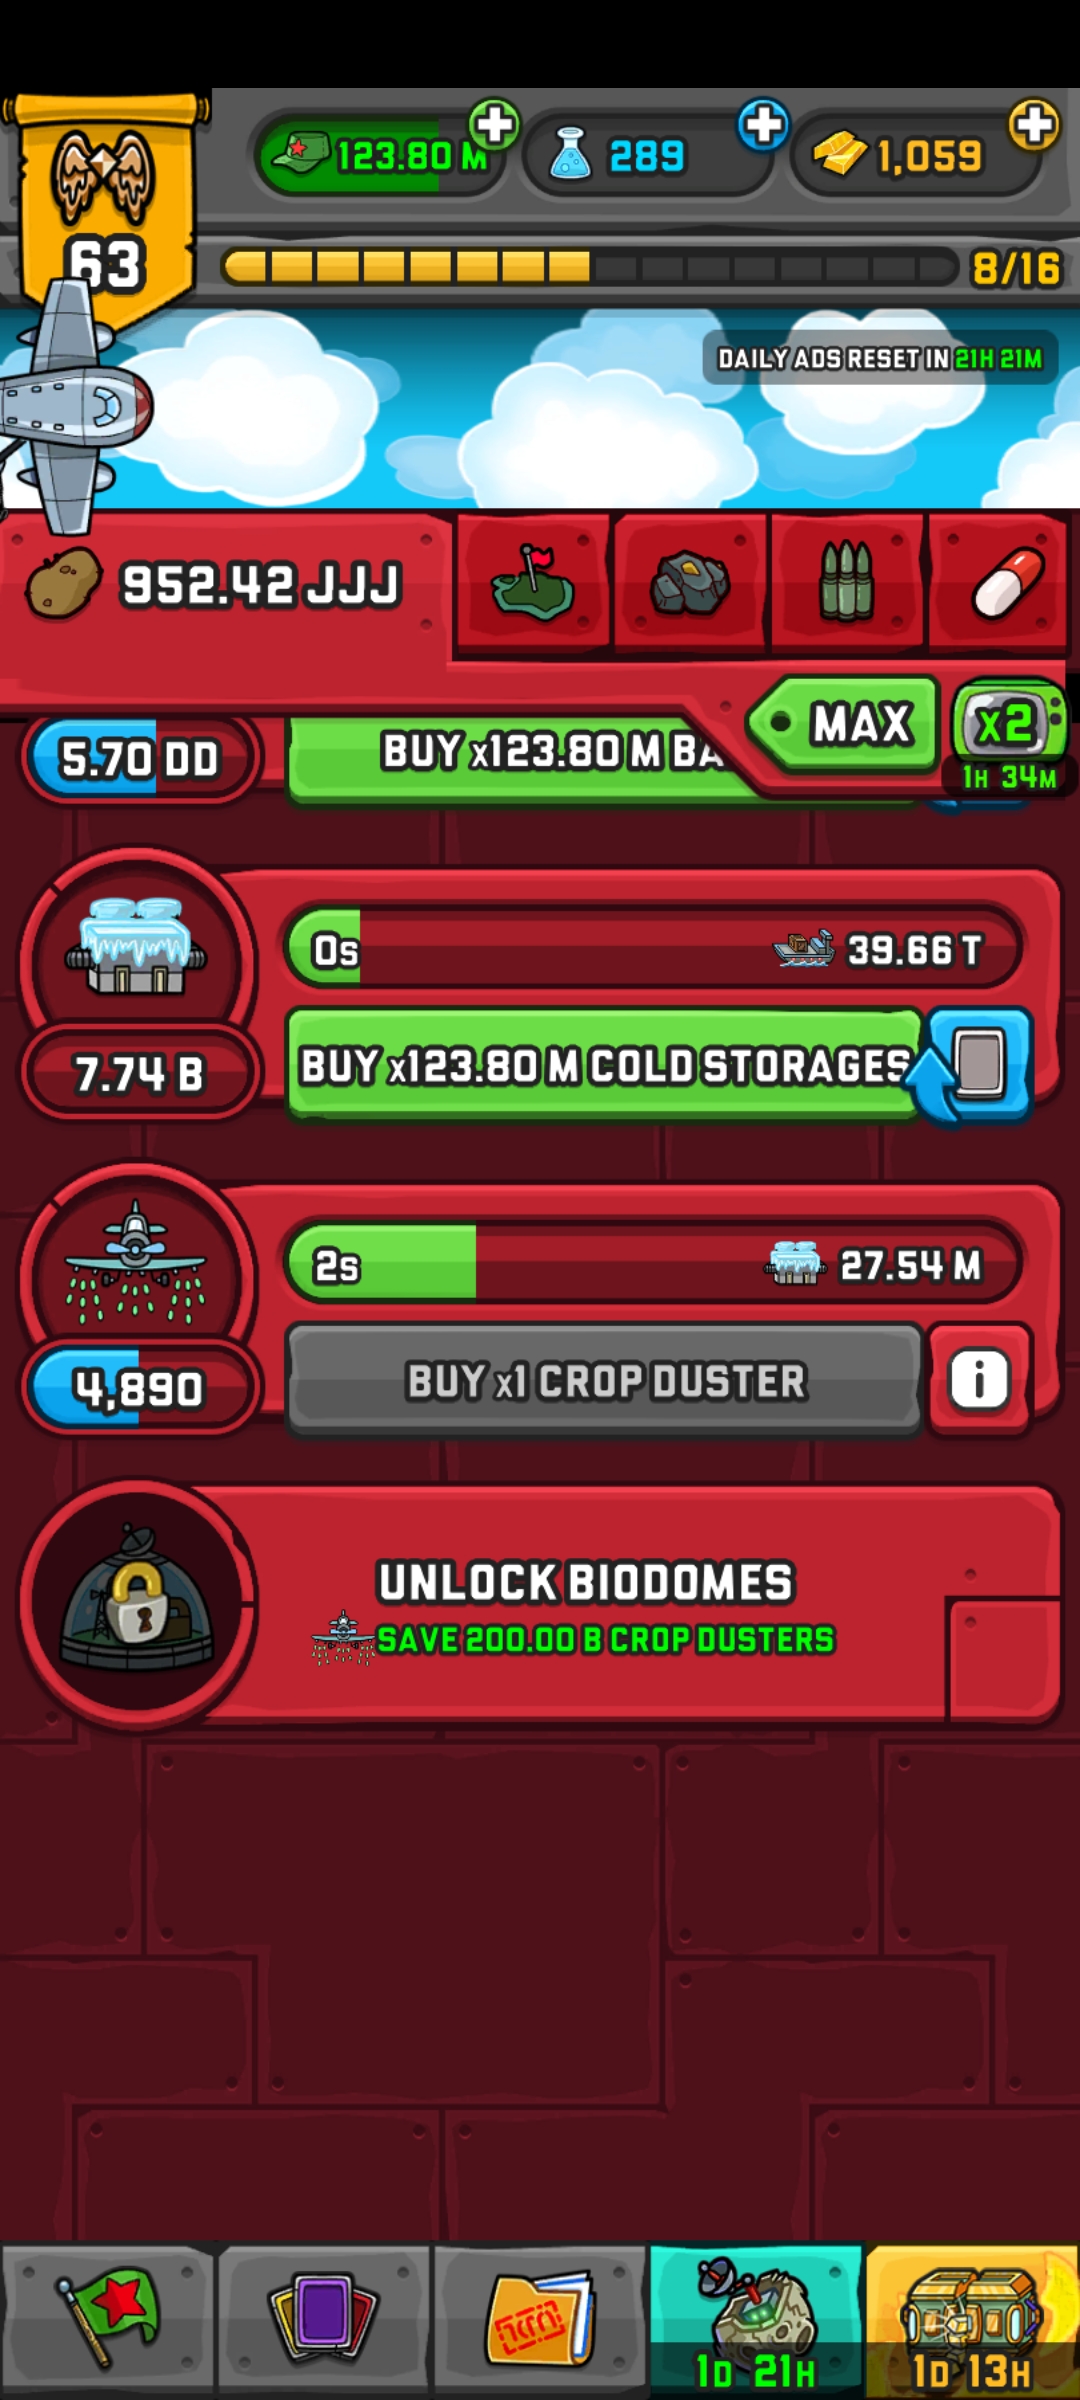 123.80 M
289
1,059
63
8/16
DAILY ADS RESET IN 21H 21M
952.42 JJJ
MAX
x2
1H 34M
5.70 DD
BUY x123.80 M BA
0s
39.66 T
7.74 B
BUY x123.80 M COLD STORAGES
2s
27.54 M
4,890
BUY x1 CROP DUSTER
i
UNLOCK BIODOMES
SAVE 200.00 B CROP DUSTERS
1D 21H
1D 13H